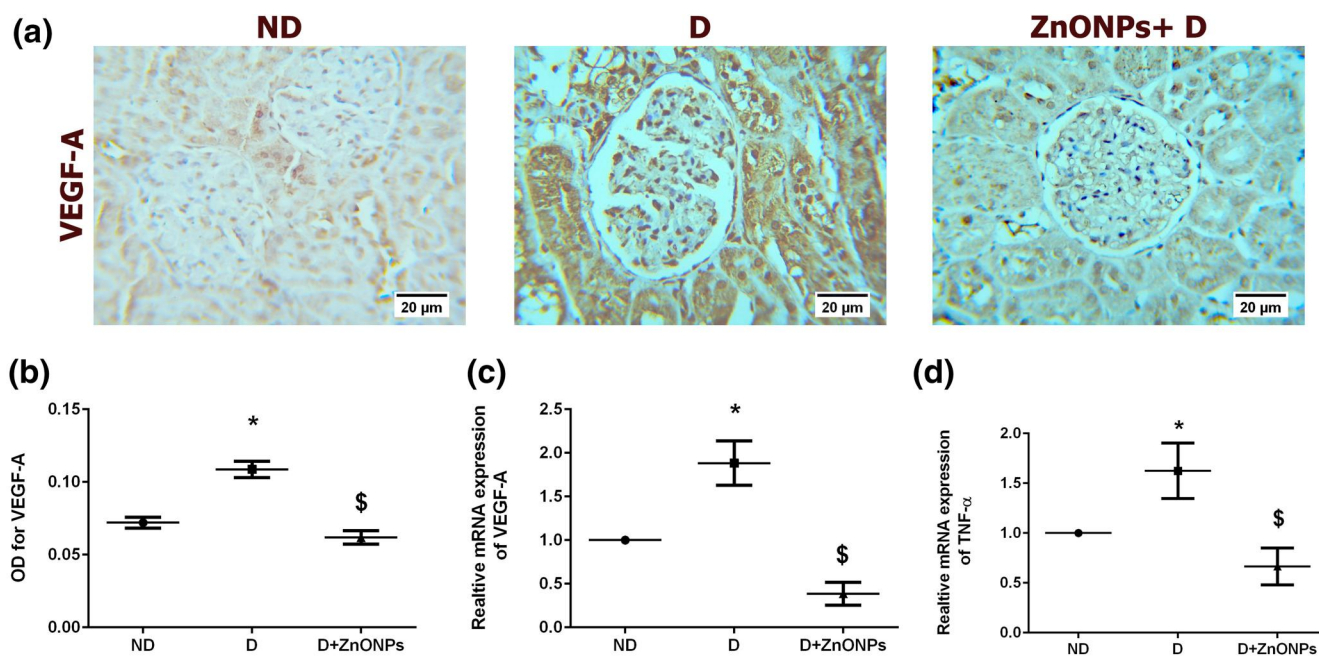 (a)
ND
D
ZnONPs+ D
VEGF-A
20 µm
20 µm
20 µm
(b)
OD for VEGF-A
0.15
0.10
0.05
0.00
*
$
ND
D
D+ZnONPs
(c)
Realtive mRNA expression
of VEGF-A
2.5
2.0
1.5
1.0
0.5
0.0
*
$
ND
D
D+ZnONPs
(d)
Realtive mRNA expression
of TNF-α
2.0
1.5
1.0
0.5
0.0
*
$
ND
D
D+ZnONPs